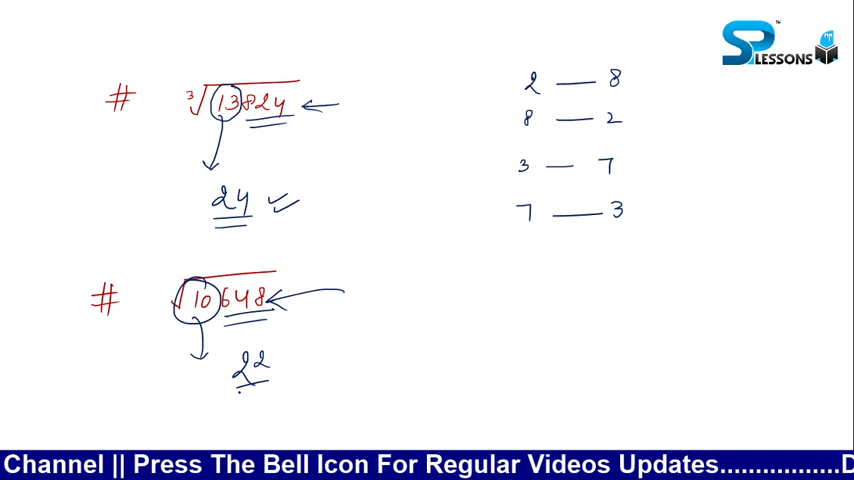 SP LESSONS ™
# ∛13824
24 ✓
2 — 8
8 — 2
3 — 7
7 — 3
# √10648
22
Channel || Press The Bell Icon For Regular Videos Updates.................D